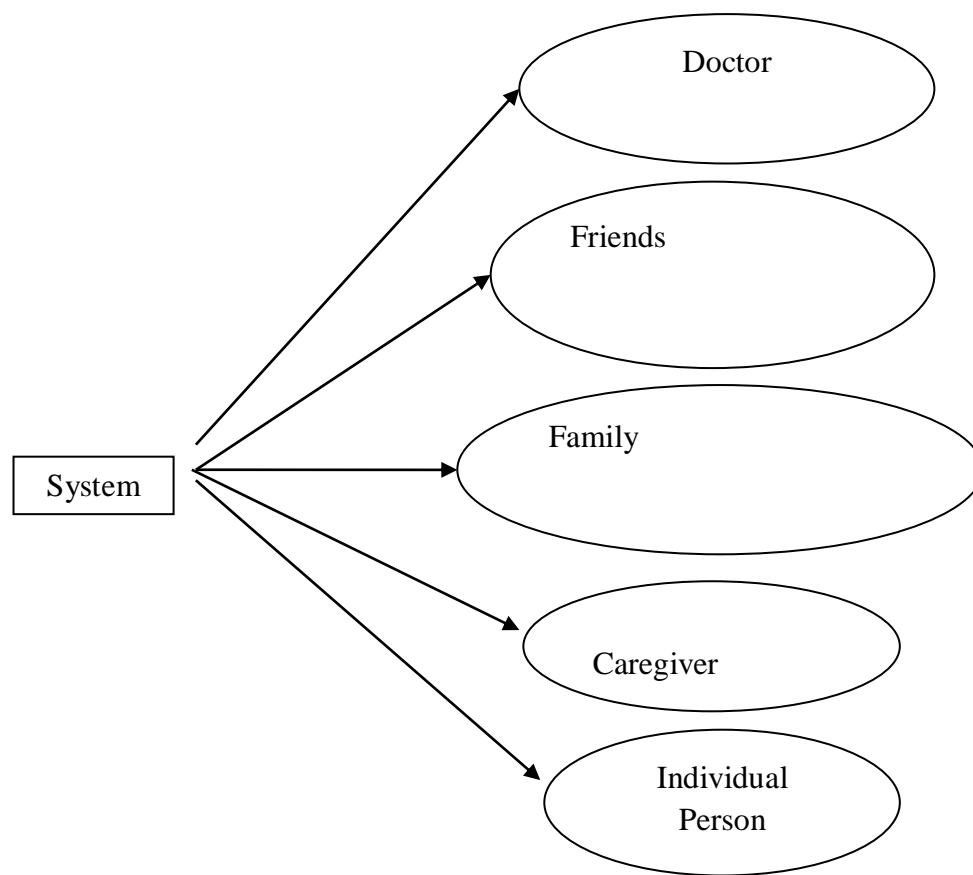 Doctor
Friends
Family
System
Caregiver
Individual
Person